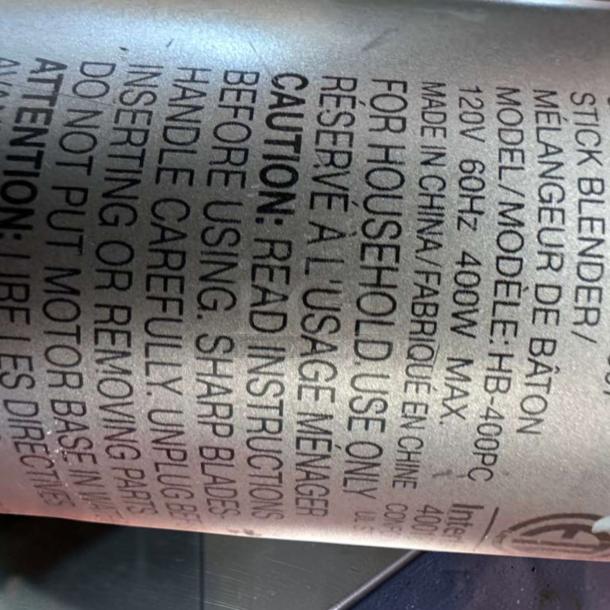 STICK BLENDER/
MÉLANGEUR DE BÂTON
MODEL/MODÈLE: HB-400PC
120V 60Hz 400W MAX.
MADE IN CHINA/FABRIQUÉ EN CHINE
FOR HOUSEHOLD USE ONLY
RÉSERVÉ À L'USAGE MÉNAGER
CAUTION: READ INSTRUCTIONS
BEFORE USING. SHARP BLADES
HANDLE CAREFULLY. UNPLUG
INSERTING OR REMOVING PARTS
DO NOT PUT MOTOR BASE IN
ATTENTION: LIRE LES DIRECTIVES
Inte
400